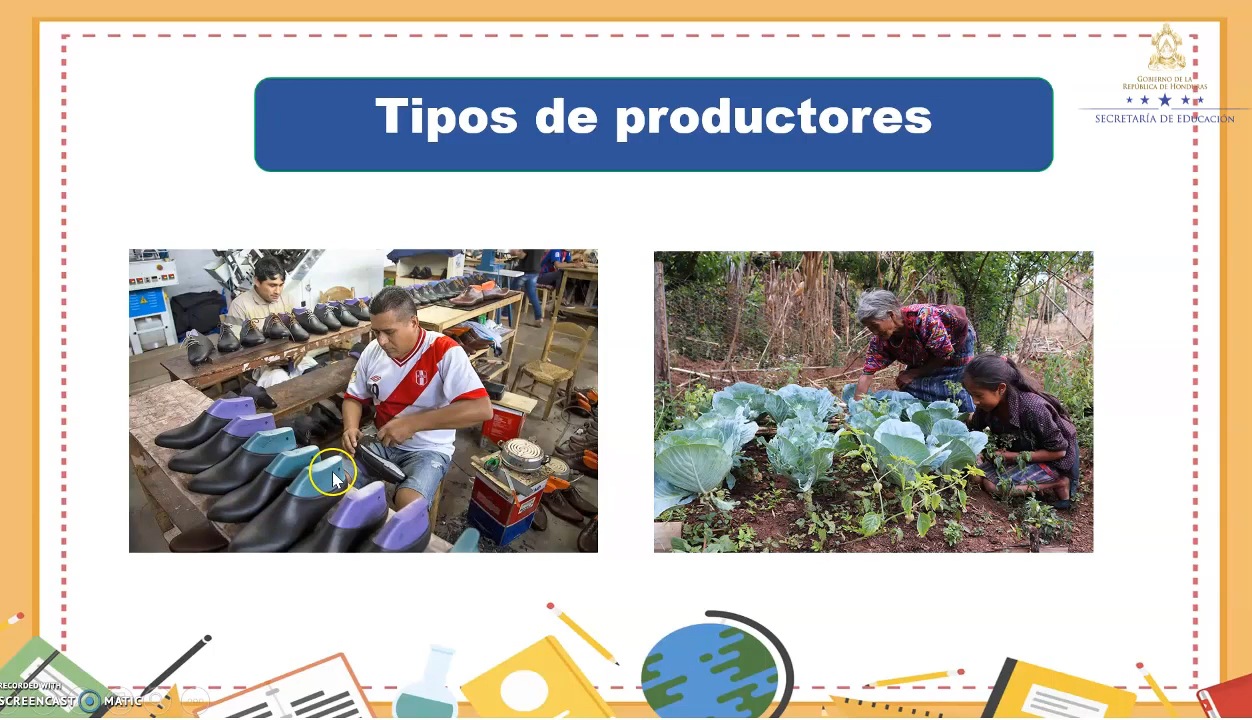 Tipos de productores
GOBIERNO DE LA
REPÚBLICA DE HONDURAS
SECRETARÍA DE EDUCACIÓN
RECORDED WITH
SCREENCAST MATIC